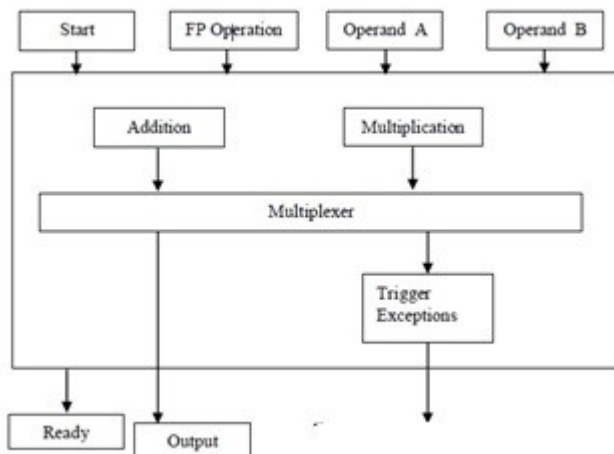 Start
FP Operation
Operand A
Operand B
Addition
Multiplication
Multiplexer
Trigger
Exceptions
Ready
Output